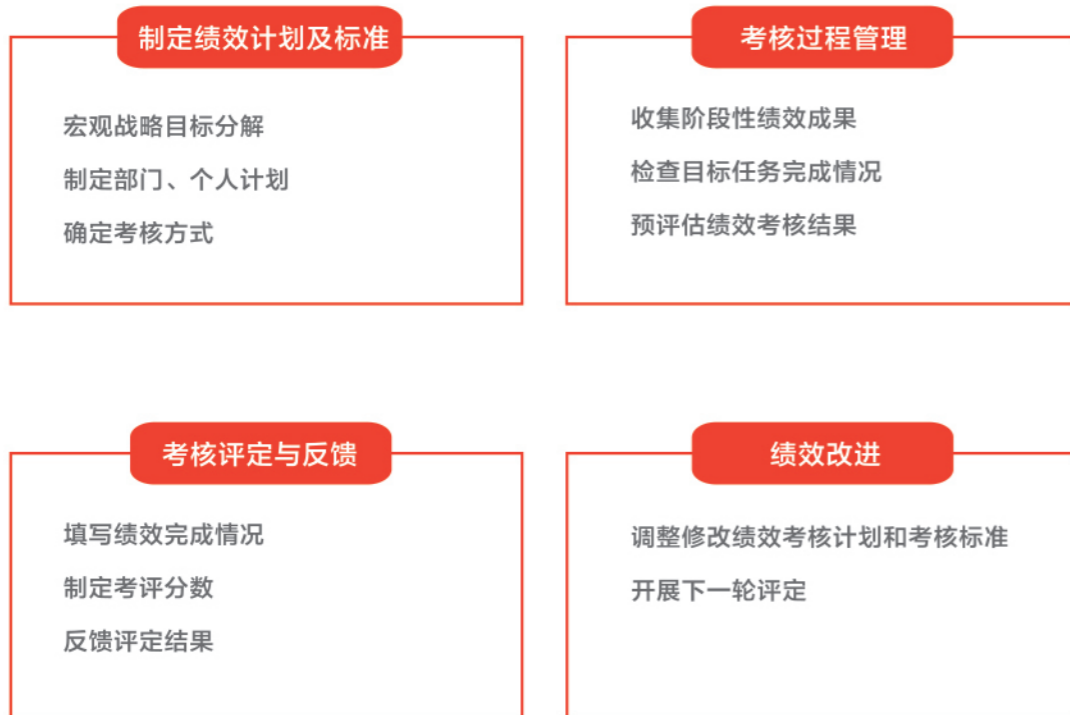 制定绩效计划及标准
宏观战略目标分解
制定部门、个人计划
确定考核方式
考核过程管理
收集阶段性绩效成果
检查目标任务完成情况
预评估绩效考核结果
考核评定与反馈
填写绩效完成情况
制定考评分数
反馈评定结果
绩效改进
调整修改绩效考核计划和考核标准
开展下一轮评定